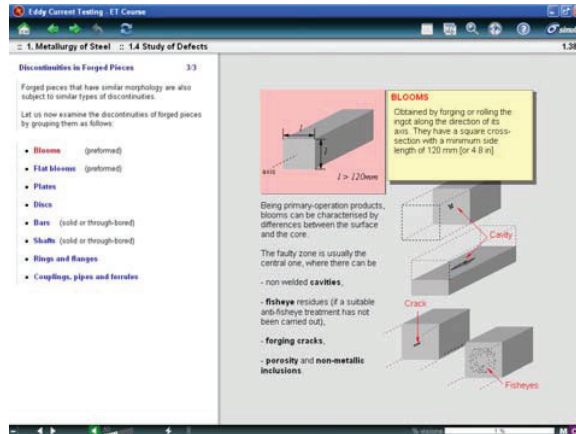 Eddy Current Testing - ET Course
:: 1. Metallurgy of Steel :: 1.4 Study of Defects
1.38
Discontinuities in Forged Pieces 3/3
Forged pieces that have similar morphology are also
subject to similar types of discontinuities.
Let us now examine the discontinuities of forged pieces
by grouping them as follows:
• Blooms (preformed)
• Flat blooms (preformed)
• Plates
• Discs
• Bars (solid or through-bored)
• Shafts (solid or through-bored)
• Rings and flanges
• Couplings, pipes and ferrules
l
l
axis
l > 120mm
BLOOMS
Obtained by forging or rolling the
ingot along the direction of its
axis. They have a square cross-
section with a minimum side
length of 120 mm [or 4.8 in]
Being primary-operation products,
blooms can be characterised by
differences between the surface
and the core.
The faulty zone is usually the
central one, where there can be
- non welded cavities,
- fisheye residues (if a suitable
anti-fisheye treatment has not
been carried out),
- forging cracks,
- porosity and non-metallic
inclusions.
Cavity
Crack
Fisheyes
1 %
M